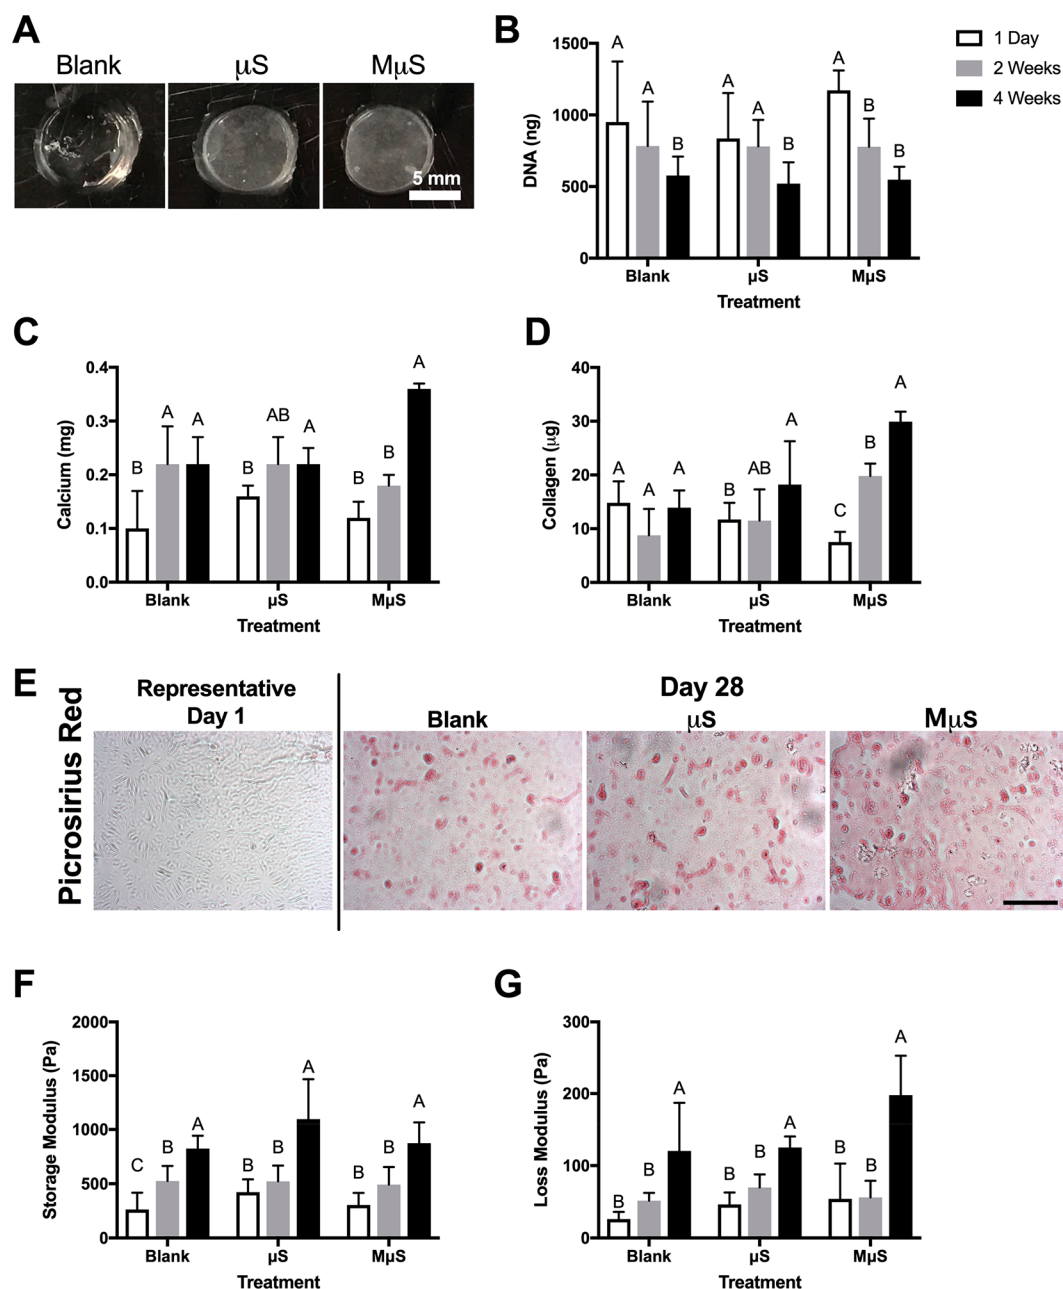 A
Blank
µS
MµS
5 mm
B
1 Day
2 Weeks
4 Weeks
DNA (ng)
1500
1000
500
0
A
A
B
A
A
B
A
B
B
Blank
µS
MµS
Treatment
C
Calcium (mg)
0.4
0.3
0.2
0.1
0.0
B
A
A
B
AB
A
B
B
A
Blank
µS
MµS
Treatment
D
Collagen (µg)
40
30
20
10
0
A
A
A
B
AB
A
C
B
A
Blank
µS
MµS
Treatment
E
Picrosirius Red
Representative
Day 1
Day 28
Blank
µS
MµS
F
Storage Modulus (Pa)
2000
1500
1000
500
0
C
B
A
B
B
A
B
B
A
Blank
µS
MµS
Treatment
G
Loss Modulus (Pa)
300
200
100
0
B
B
A
B
B
A
B
B
A
Blank
µS
MµS
Treatment